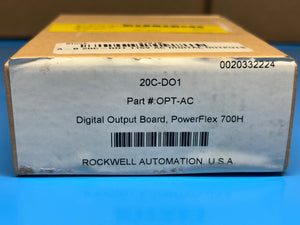 0020332224
20C-DO1
Part #:OPT-AC
Digital Output Board, PowerFlex 700H
ROCKWELL AUTOMATION U.S.A.